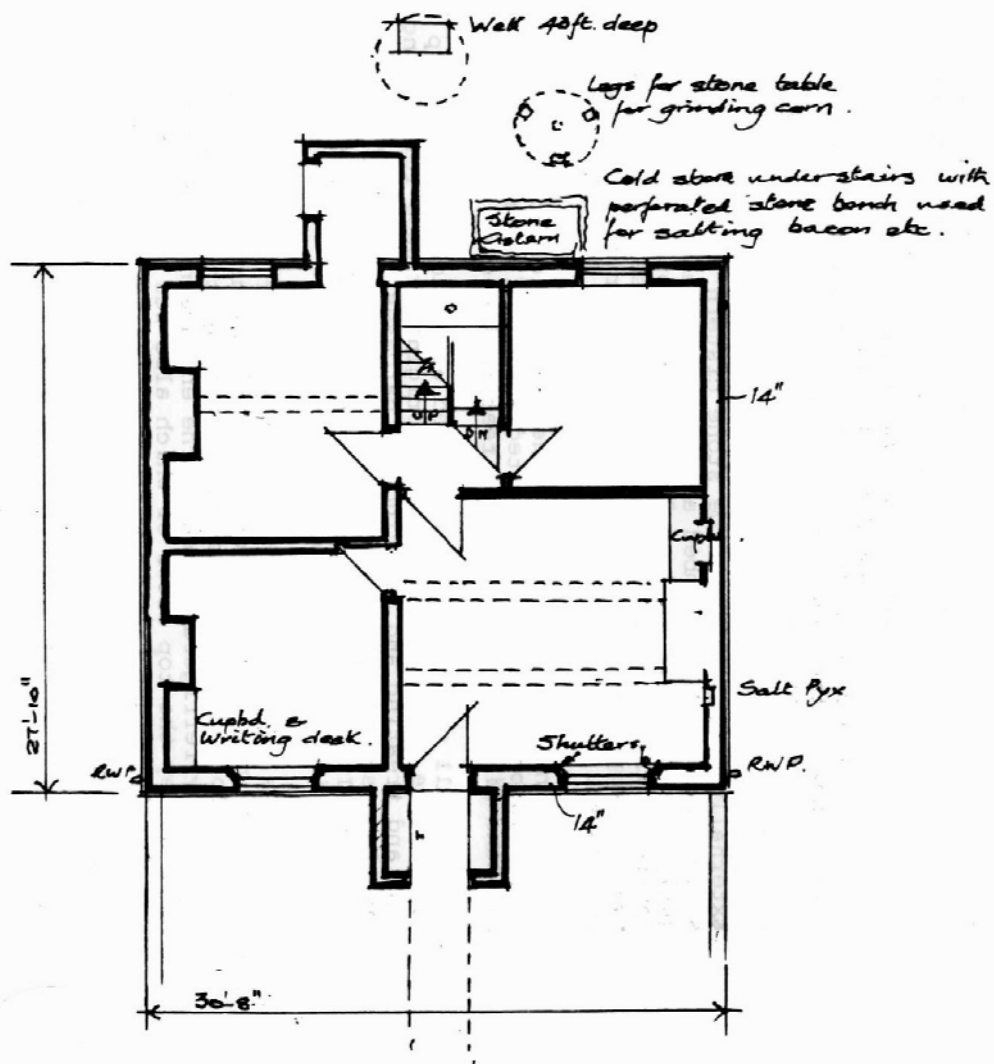 Well 40ft. deep
Legs for stone table
for grinding corn.
Cold store under stairs with
perforated stone bench used
for salting bacon etc.
Stone
Cistern
14"
UP
DN
Cupbd.
27'-10"
Salt Pyx
Cupbd. &
Writing desk.
Shutters.
RWP
RWP.
14"
30'-8"